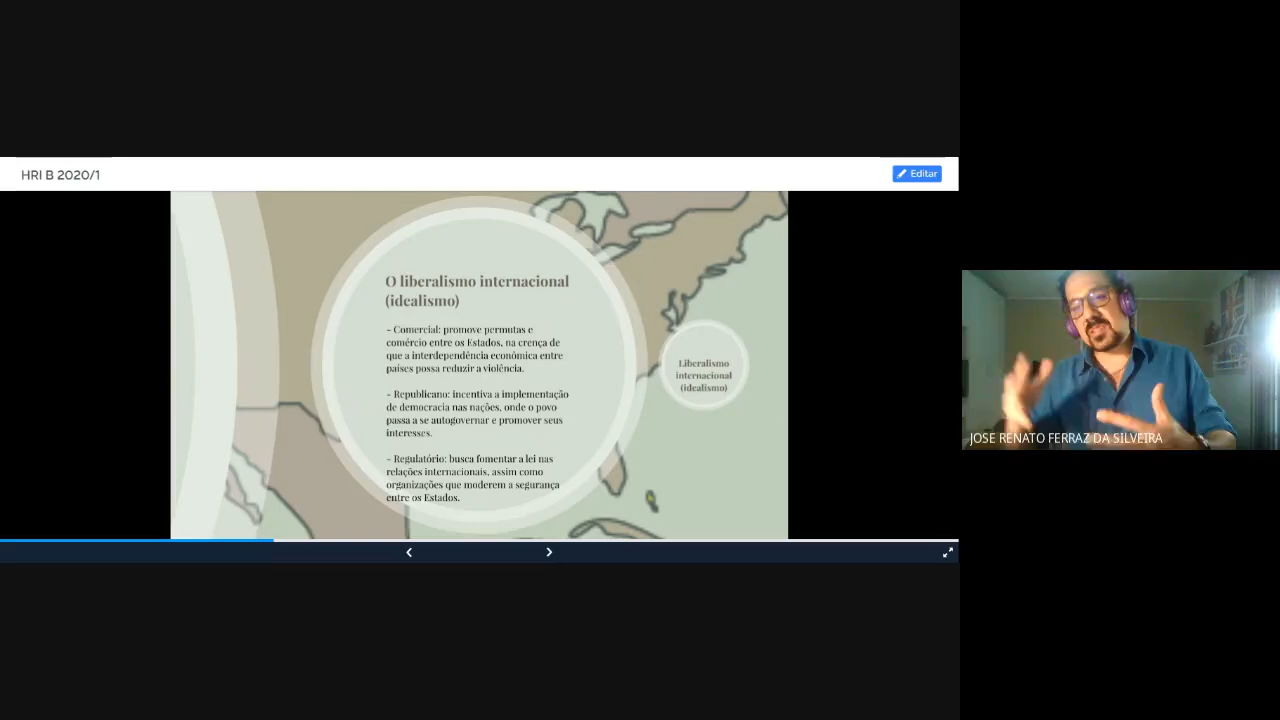 HRI B 2020/1
Editar
O liberalismo internacional
(idealismo)
- Comercial: promove permutas e
comércio entre os Estados, na crença de
que a interdependência econômica entre
países possa reduzir a violência.
- Republicano: incentiva a implementação
de democracia nas nações, onde o povo
passa a se autogovernar e promover seus
interesses.
- Regulatório: busca fomentar a lei nas
relações internacionais, assim como
organizações que moderem a segurança
entre os Estados.
Liberalismo
internacional
(idealismo)
JOSE RENATO FERRAZ DA SILVEIRA